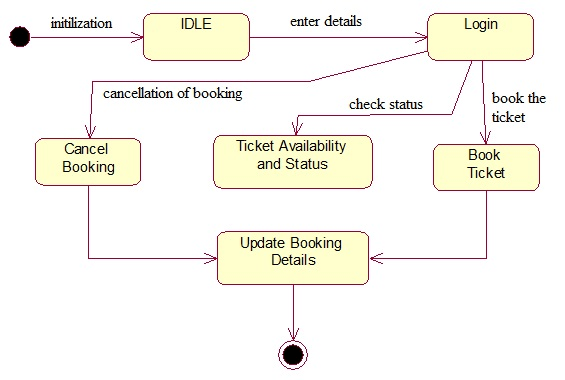 initilization
IDLE
enter details
Login
cancellation of booking
check status
book the
ticket
Cancel
Booking
Ticket Availability
and Status
Book
Ticket
Update Booking
Details